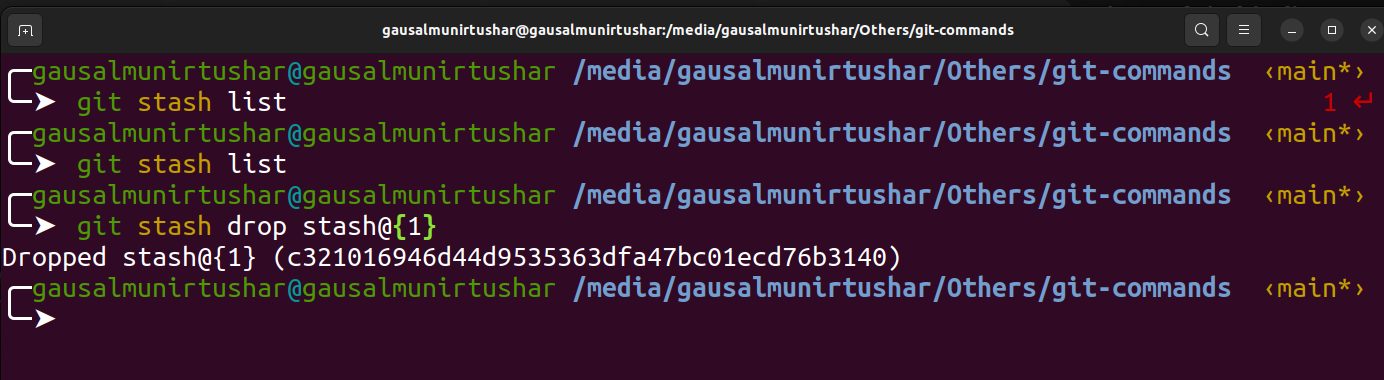 gausalmunirtushar@gausalmunirtushar:/media/gausalmunirtushar/Others/git-commands
gausalmunirtushar@gausalmunirtushar /media/gausalmunirtushar/Others/git-commands ‹main*›
➤ git stash list 1 ↵
gausalmunirtushar@gausalmunirtushar /media/gausalmunirtushar/Others/git-commands ‹main*›
➤ git stash list
gausalmunirtushar@gausalmunirtushar /media/gausalmunirtushar/Others/git-commands ‹main*›
➤ git stash drop stash@{1}
Dropped stash@{1} (c321016946d44d9535363dfa47bc01ecd76b3140)
gausalmunirtushar@gausalmunirtushar /media/gausalmunirtushar/Others/git-commands ‹main*›
➤